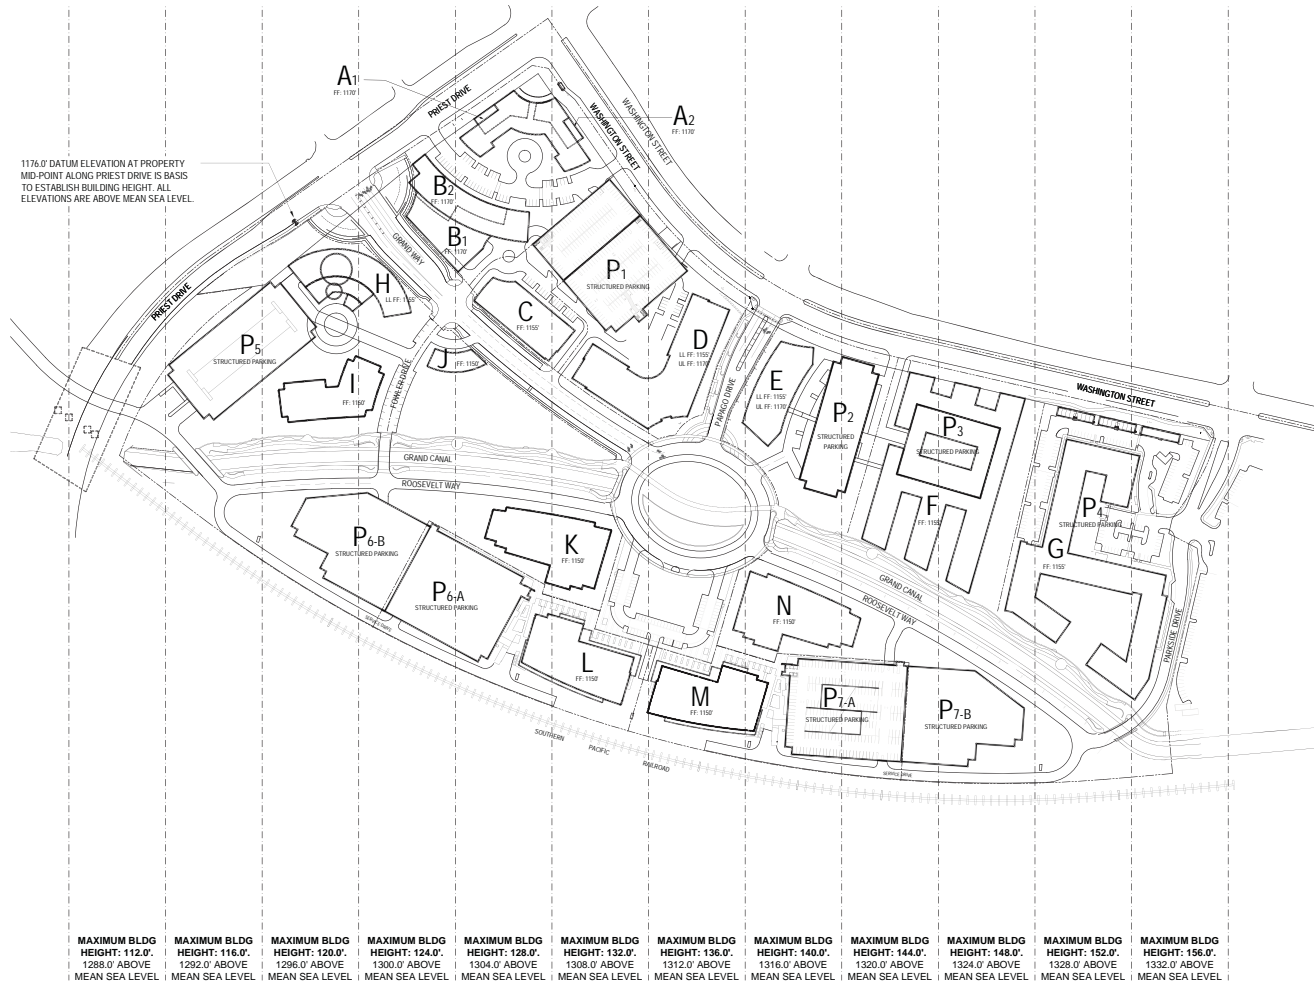 A1
FF: 1170'
PRIEST DRIVE
WASHINGTON STREET
WASHINGTON STREET
A2
FF: 1170'
1176.0' DATUM ELEVATION AT PROPERTY
MID-POINT ALONG PRIEST DRIVE IS BASIS
TO ESTABLISH BUILDING HEIGHT. ALL
ELEVATIONS ARE ABOVE MEAN SEA LEVEL.
B2
FF: 1170'
B1
FF: 1170'
GRAND WAY
P1
STRUCTURED PARKING
H
LL FF: 1155'
PRIEST DRIVE
C
FF: 1155'
D
LL FF: 1155'
UL FF: 1170'
P5
STRUCTURED PARKING
J
FF: 1150'
I
FF: 1150'
FOWLER DRIVE
PAPAGO DRIVE
E
LL FF: 1155'
UL FF: 1170'
P2
STRUCTURED
PARKING
WASHINGTON STREET
P3
STRUCTURED PARKING
F
FF: 1155'
P4
STRUCTURED PARKING
G
FF: 1155'
GRAND CANAL
ROOSEVELT WAY
P6-B
STRUCTURED PARKING
P6-A
STRUCTURED PARKING
K
FF: 1150'
GRAND CANAL
ROOSEVELT WAY
N
FF: 1150'
PARKSIDE DRIVE
L
FF: 1150'
M
FF: 1150'
P7-A
STRUCTURED PARKING
P7-B
STRUCTURED PARKING
SOUTHERN PACIFIC RAILROAD
MAXIMUM BLDG
HEIGHT: 112.0'.
1288.0' ABOVE
MEAN SEA LEVEL
MAXIMUM BLDG
HEIGHT: 116.0'.
1292.0' ABOVE
MEAN SEA LEVEL
MAXIMUM BLDG
HEIGHT: 120.0'.
1296.0' ABOVE
MEAN SEA LEVEL
MAXIMUM BLDG
HEIGHT: 124.0'.
1300.0' ABOVE
MEAN SEA LEVEL
MAXIMUM BLDG
HEIGHT: 128.0'.
1304.0' ABOVE
MEAN SEA LEVEL
MAXIMUM BLDG
HEIGHT: 132.0'.
1308.0' ABOVE
MEAN SEA LEVEL
MAXIMUM BLDG
HEIGHT: 136.0'.
1312.0' ABOVE
MEAN SEA LEVEL
MAXIMUM BLDG
HEIGHT: 140.0'.
1316.0' ABOVE
MEAN SEA LEVEL
MAXIMUM BLDG
HEIGHT: 144.0'.
1320.0' ABOVE
MEAN SEA LEVEL
MAXIMUM BLDG
HEIGHT: 148.0'.
1324.0' ABOVE
MEAN SEA LEVEL
MAXIMUM BLDG
HEIGHT: 152.0'.
1328.0' ABOVE
MEAN SEA LEVEL
MAXIMUM BLDG
HEIGHT: 156.0'.
1332.0' ABOVE
MEAN SEA LEVEL